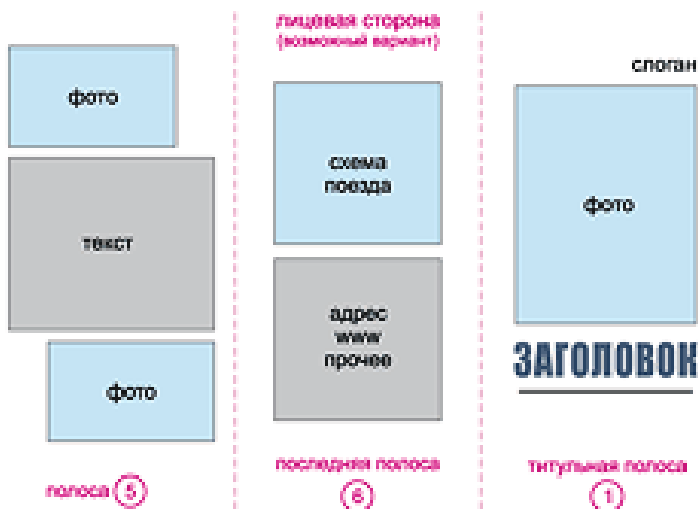 лицевая сторона
(возможный вариант)
фото
текст
фото
полоса 5
схема
поезда
адрес
www
прочее
последняя полоса
6
слоган
фото
ЗАГОЛОВОК
титульная полоса
1